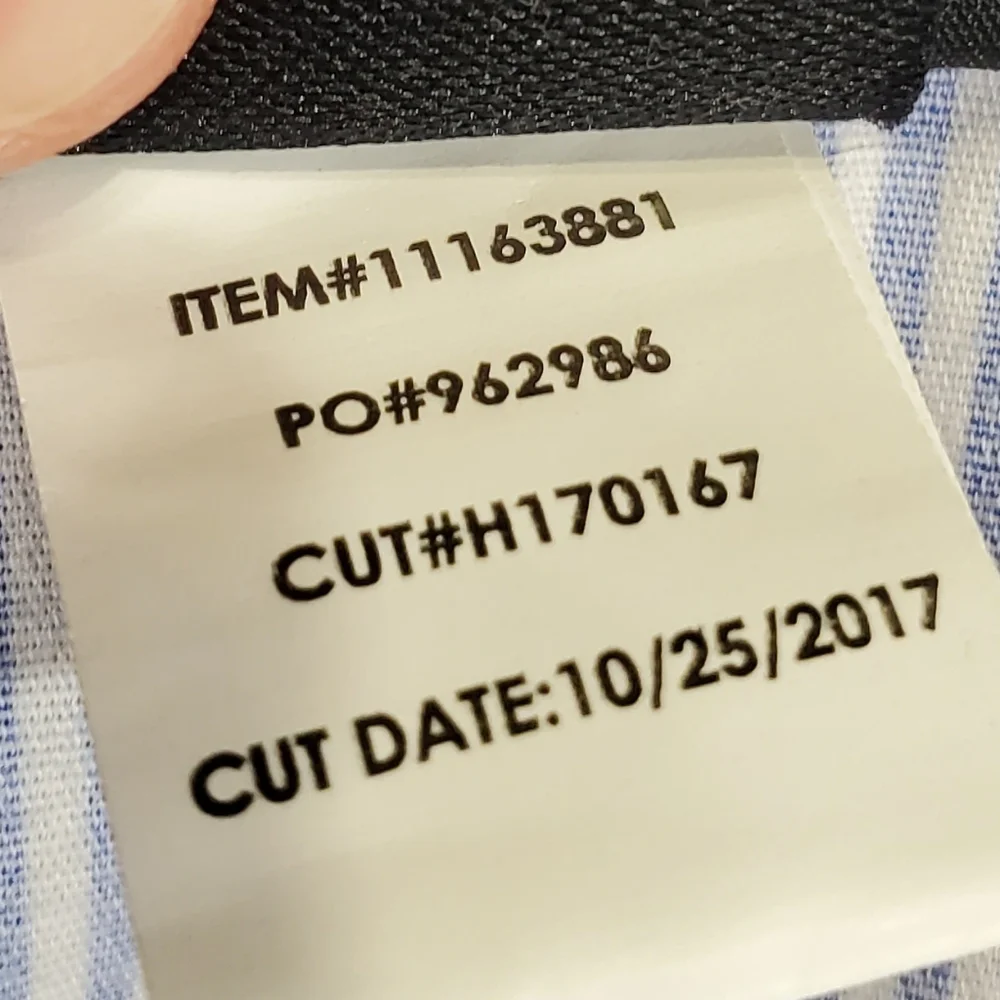 ITEM#11163881
PO#962986
CUT#H170167
CUT DATE:10/25/2017